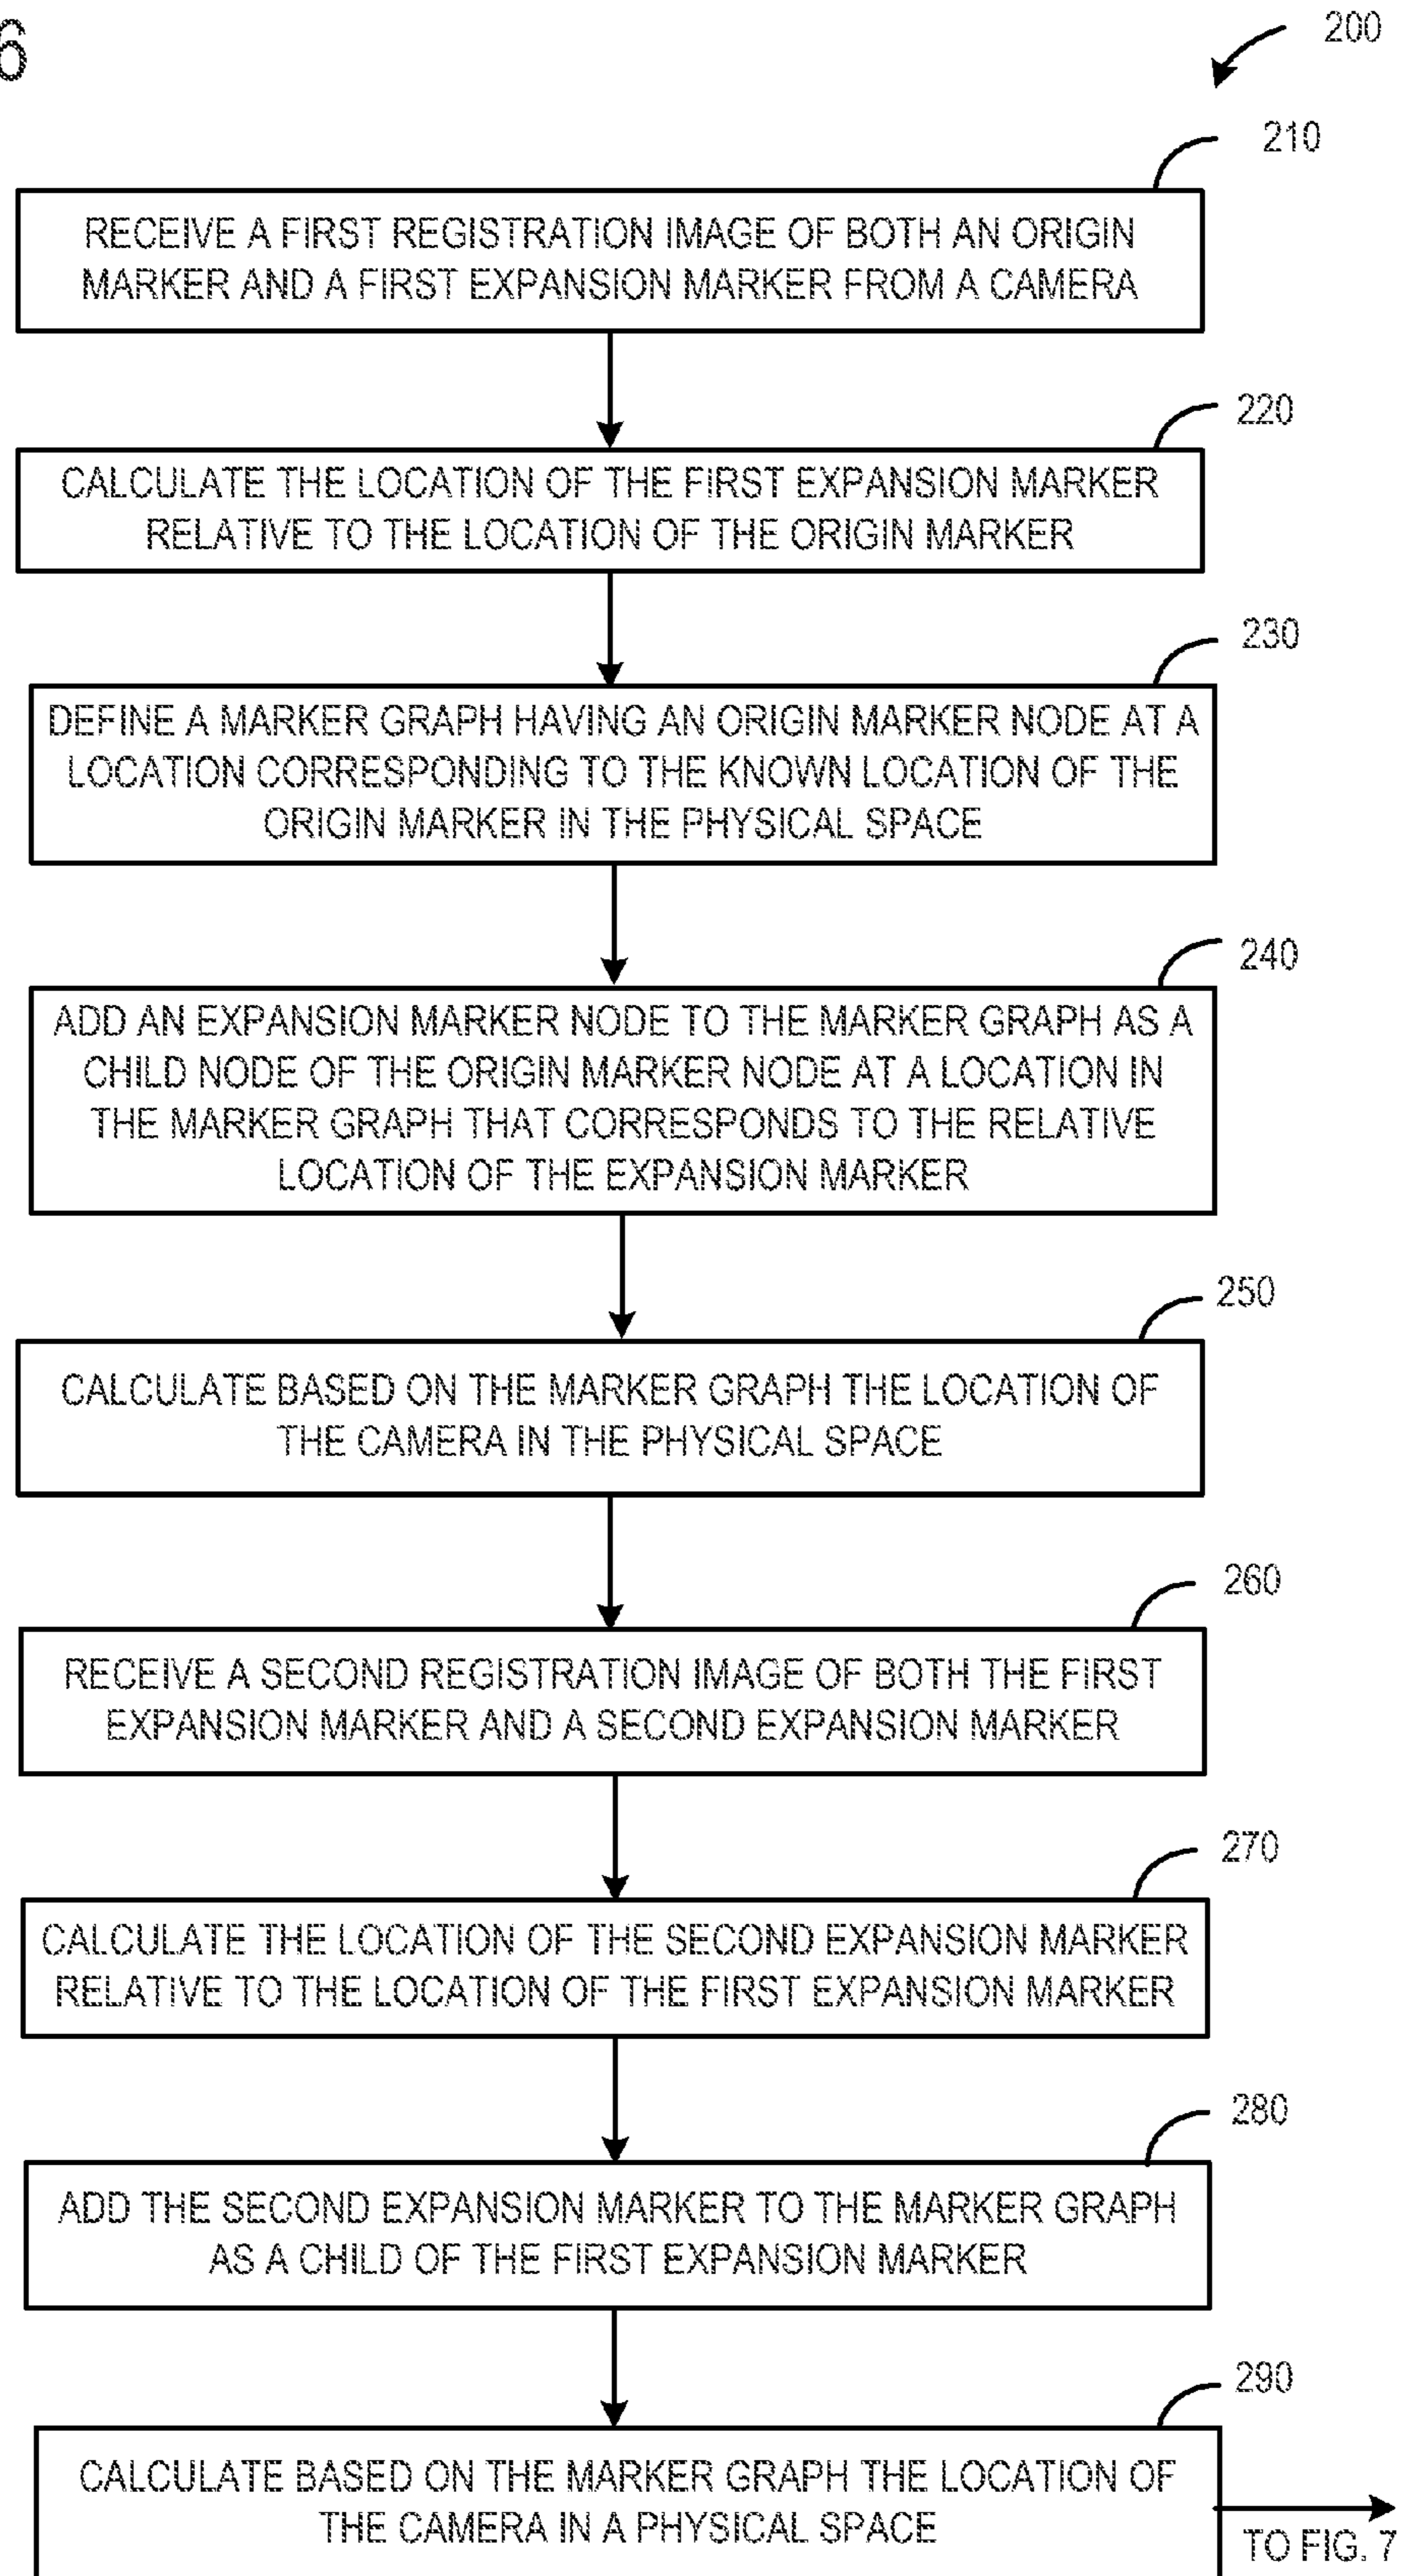 6
200
210
RECEIVE A FIRST REGISTRATION IMAGE OF BOTH AN ORIGIN
MARKER AND A FIRST EXPANSION MARKER FROM A CAMERA
220
CALCULATE THE LOCATION OF THE FIRST EXPANSION MARKER
RELATIVE TO THE LOCATION OF THE ORIGIN MARKER
230
DEFINE A MARKER GRAPH HAVING AN ORIGIN MARKER NODE AT A
LOCATION CORRESPONDING TO THE KNOWN LOCATION OF THE
ORIGIN MARKER IN THE PHYSICAL SPACE
240
ADD AN EXPANSION MARKER NODE TO THE MARKER GRAPH AS A
CHILD NODE OF THE ORIGIN MARKER NODE AT A LOCATION IN
THE MARKER GRAPH THAT CORRESPONDS TO THE RELATIVE
LOCATION OF THE EXPANSION MARKER
250
CALCULATE BASED ON THE MARKER GRAPH THE LOCATION OF
THE CAMERA IN THE PHYSICAL SPACE
260
RECEIVE A SECOND REGISTRATION IMAGE OF BOTH THE FIRST
EXPANSION MARKER AND A SECOND EXPANSION MARKER
270
CALCULATE THE LOCATION OF THE SECOND EXPANSION MARKER
RELATIVE TO THE LOCATION OF THE FIRST EXPANSION MARKER
280
ADD THE SECOND EXPANSION MARKER TO THE MARKER GRAPH
AS A CHILD OF THE FIRST EXPANSION MARKER
290
CALCULATE BASED ON THE MARKER GRAPH THE LOCATION OF
THE CAMERA IN A PHYSICAL SPACE
TO FIG. 7